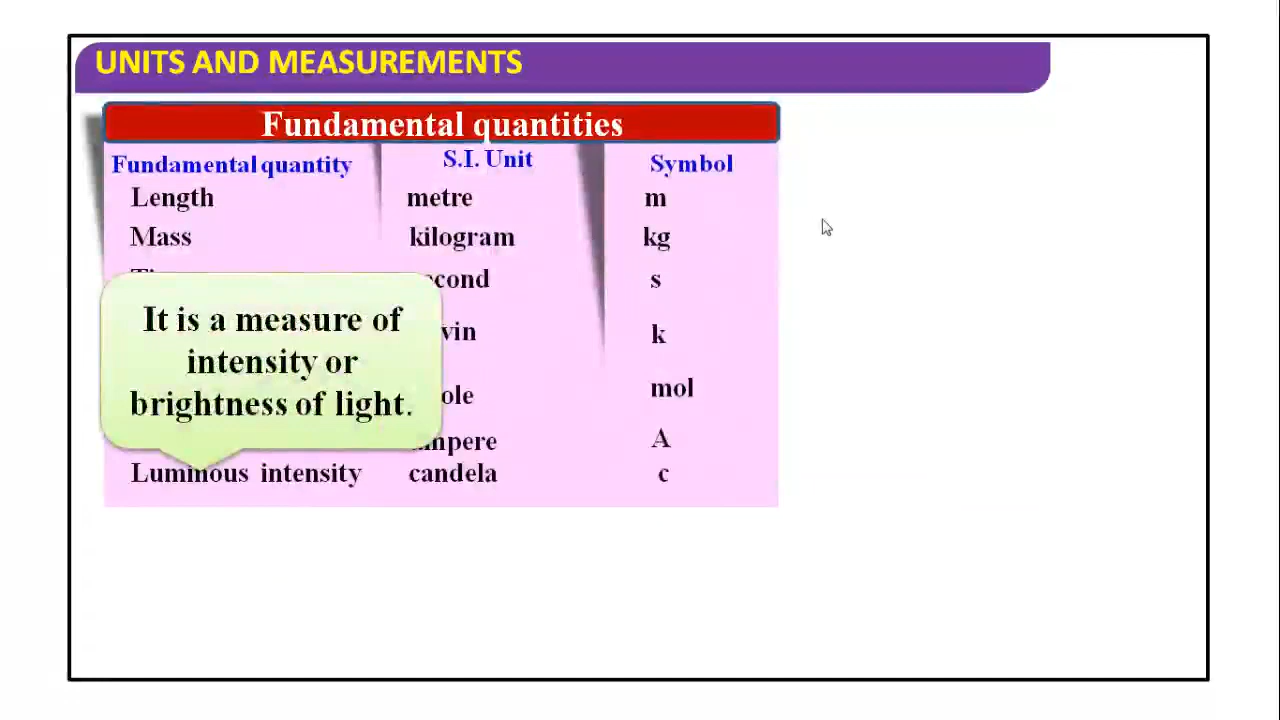 UNITS AND MEASUREMENTS
Fundamental quantities
Fundamental quantity S.I. Unit Symbol
Length metre m
Mass kilogram kg
s
k
mol
A
It is a measure of
intensity or
brightness of light.
Luminous intensity candela c